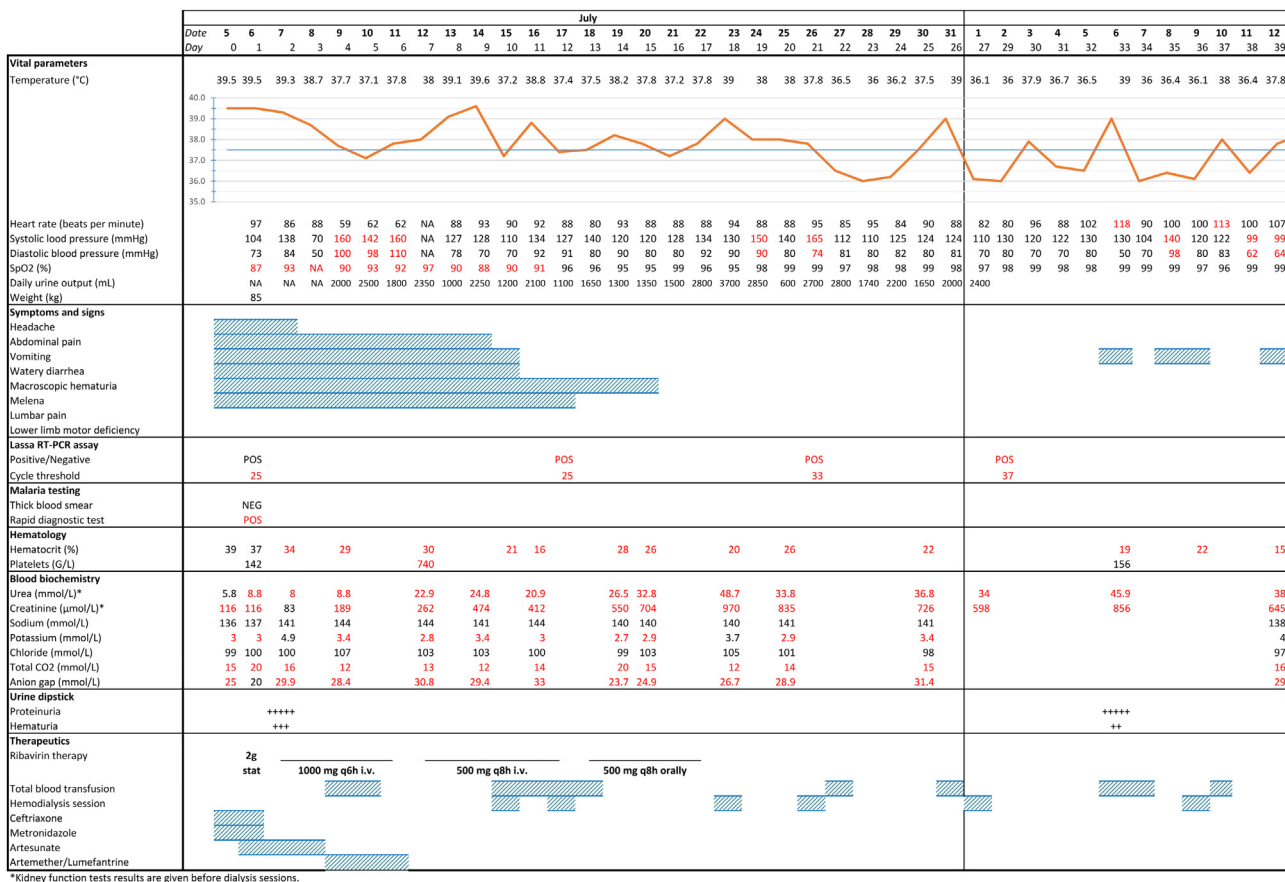 July
Date 5 6 7 8 9 10 11 12 13 14 15 16 17 18 19 20 21 22 23 24 25 26 27 28 29 30 31 1 2 3 4 5 6 7 8 9 10 11 12
Day 0 1 2 3 4 5 6 7 8 9 10 11 12 13 14 15 16 17 18 19 20 21 22 23 24 25 26 27 29 30 31 32 33 34 35 36 37 38 39
Vital parameters
Temperature (°C) 39.5 39.5 39.3 38.7 37.7 37.1 37.8 38 39.1 39.6 37.2 38.8 37.4 37.5 38.2 37.8 37.2 37.8 39 38 38 37.8 36.5 36 36.2 37.5 39 36.1 36 37.9 36.7 36.5 39 36 36.4 36.1 38 36.4 37.8
40.0
39.0
38.0
37.0
36.0
35.0
Heart rate (beats per minute) 97 86 88 59 62 62 NA 88 93 90 92 88 80 93 88 88 88 94 88 88 95 85 95 84 90 88 82 80 96 88 102 118 90 100 100 113 100 107
Systolic lood pressure (mmHg) 104 138 70 160 142 160 NA 127 128 110 134 127 140 120 120 128 134 130 150 140 165 112 110 125 124 124 110 130 120 122 130 130 104 140 120 122 99 99
Diastolic blood pressure (mmHg) 73 84 50 100 98 110 NA 78 70 70 92 91 80 90 80 80 92 90 90 80 74 81 80 82 80 81 70 80 70 70 80 50 70 98 80 83 62 64
SpO2 (%) 87 93 NA 90 93 92 97 90 88 90 91 96 96 95 95 99 96 95 98 99 99 97 98 98 99 98 97 98 99 98 98 99 99 99 97 96 99 99
Daily urine output (mL) NA NA NA 2000 2500 1800 2350 1000 1200 2100 1100 1650 1300 1350 1500 2800 3700 2850 600 2700 2800 1740 2200 1650 2000 2400
Weight (kg) 85
Symptoms and signs
Headache
Abdominal pain
Vomiting
Watery diarrhea
Macroscopic hematuria
Melena
Lumbar pain
Lower limb motor deficiency
Lassa RT-PCR assay
Positive/Negative POS POS POS POS
Cycle threshold 25 25 33 37
Malaria testing
Thick blood smear NEG
Rapid diagnostic test POS
Hematology
Hematocrit (%) 39 37 34 29 30 21 16 28 26 20 26 22 19 22 15
Platelets (G/L) 142 740 156
Blood biochemistry
Urea (mmol/L)* 5.8 8.8 8 8.8 22.9 24.8 20.9 26.5 32.8 48.7 33.8 36.8 34 45.9 38
Creatinine (µmol/L)* 116 116 83 189 262 474 412 550 704 970 835 726 598 856 645
Sodium (mmol/L) 136 137 141 144 144 141 144 140 140 140 141 141 138
Potassium (mmol/L) 3 3 4.9 3.4 2.8 3.4 3 2.7 2.9 3.7 2.9 3.4 4
Chloride (mmol/L) 99 100 100 107 103 103 100 99 103 105 101 98 97
Total CO2 (mmol/L) 15 20 16 12 13 12 14 20 15 12 14 15 16
Anion gap (mmol/L) 25 20 29.9 28.4 30.8 29.4 33 23.7 24.9 26.7 28.9 31.4 29
Urine dipstick
Proteinuria +++++ +++++
Hematuria +++ ++
Therapeutics
Ribavirin therapy 2g
stat 1000 mg q6h i.v. 500 mg q8h i.v. 500 mg q8h orally
Total blood transfusion
Hemodialysis session
Ceftriaxone
Metronidazole
Artesunate
Artemether/Lumefantrine
*Kidney function tests results are given before dialysis sessions.